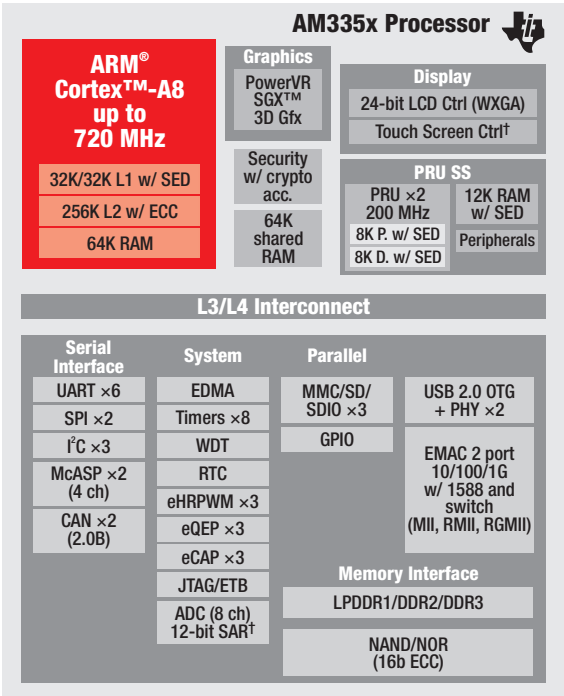 AM335x Processor
ARM®
Cortex™-A8
up to
720 MHz
32K/32K L1 w/ SED
256K L2 w/ ECC
64K RAM
Graphics
PowerVR
SGX™
3D Gfx
Security
w/ crypto
acc.
64K
shared
RAM
Display
24-bit LCD Ctrl (WXGA)
Touch Screen Ctrl†
PRU SS
PRU ×2
200 MHz
8K P. w/ SED
8K D. w/ SED
12K RAM
w/ SED
Peripherals
L3/L4 Interconnect
Serial
Interface
UART ×6
SPI ×2
I²C ×3
McASP ×2
(4 ch)
CAN ×2
(2.0B)
System
EDMA
Timers ×8
WDT
RTC
eHRPWM ×3
eQEP ×3
eCAP ×3
JTAG/ETB
ADC (8 ch)
12-bit SAR†
Parallel
MMC/SD/
SDIO ×3
GPIO
USB 2.0 OTG
+ PHY ×2
EMAC 2 port
10/100/1G
w/ 1588 and
switch
(MII, RMII, RGMII)
Memory Interface
LPDDR1/DDR2/DDR3
NAND/NOR
(16b ECC)